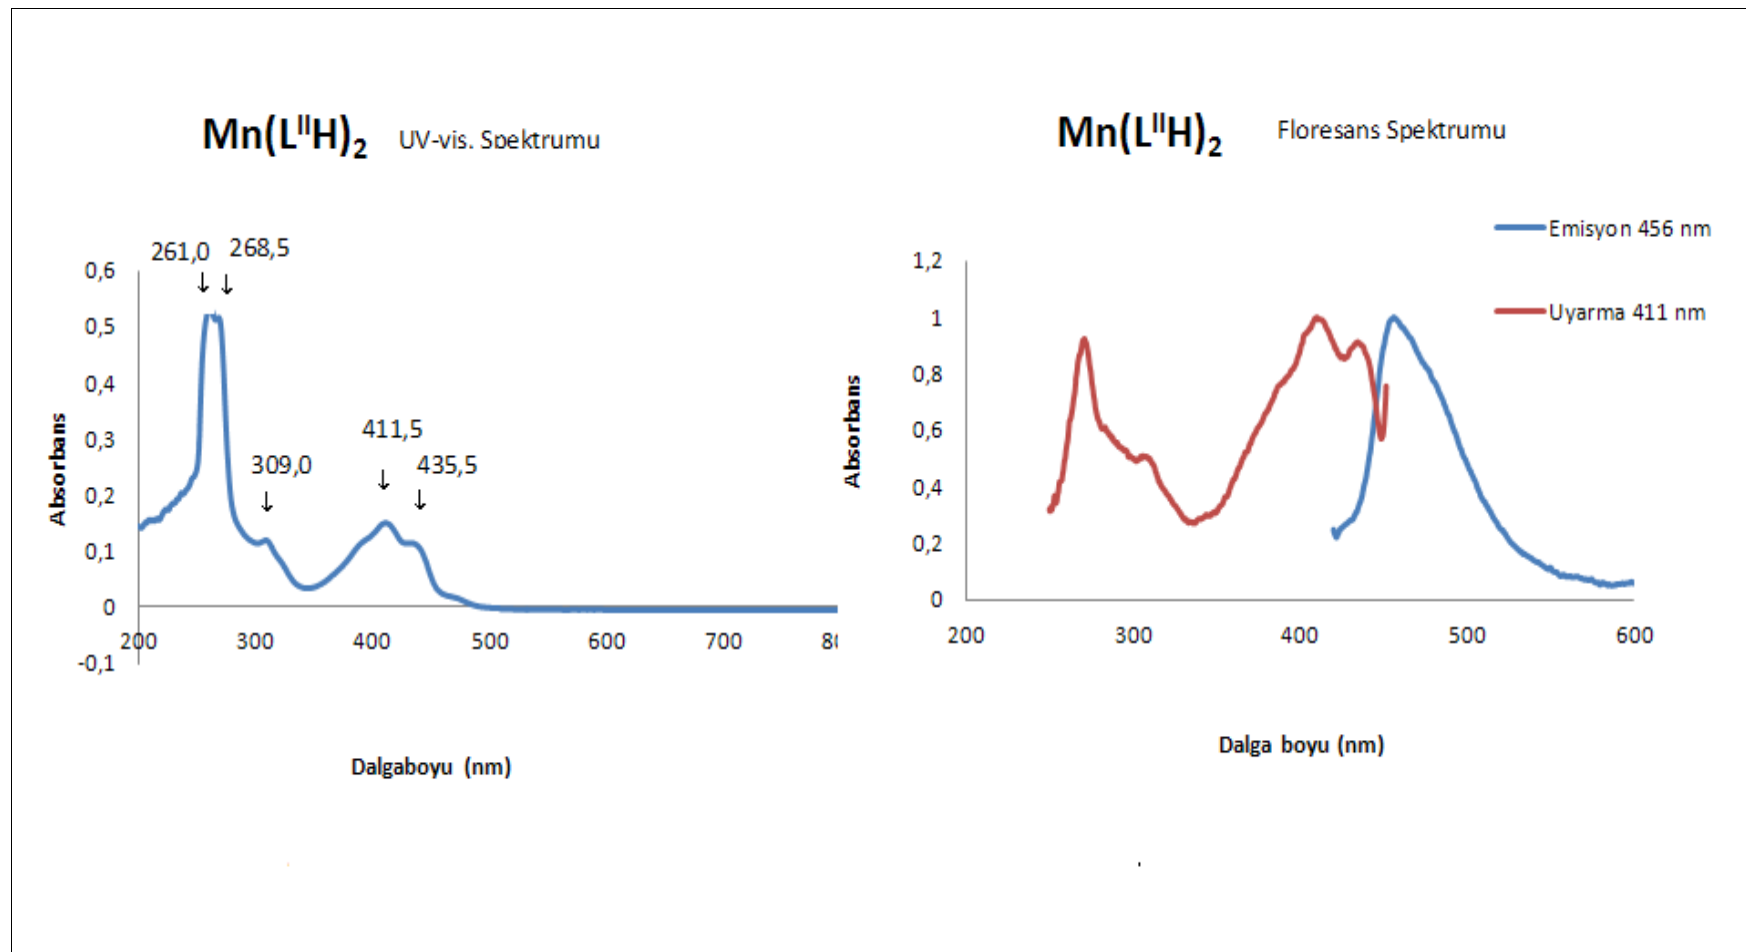 Mn(LᴵᴵH)₂ UV-vis. Spektrumu
261,0 268,5
0,6
0,5
0,4
0,3
0,2
0,1
0
-0,1
411,5
309,0 435,5
Absorbans
200 300 400 500 600 700 80
Dalgaboyu (nm)
Mn(LᴵᴵH)₂ Floresans Spektrumu
Emisyon 456 nm
Uyarma 411 nm
1,2
1
0,8
0,6
0,4
0,2
0
Absorbans
200 300 400 500 600
Dalga boyu (nm)